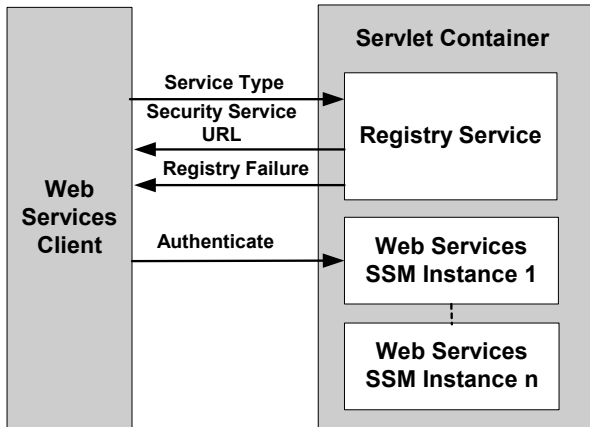 Servlet Container
Service Type
Security Service
URL
Registry Service
Registry Failure
Web
Services
Client
Authenticate
Web Services
SSM Instance 1
Web Services
SSM Instance n